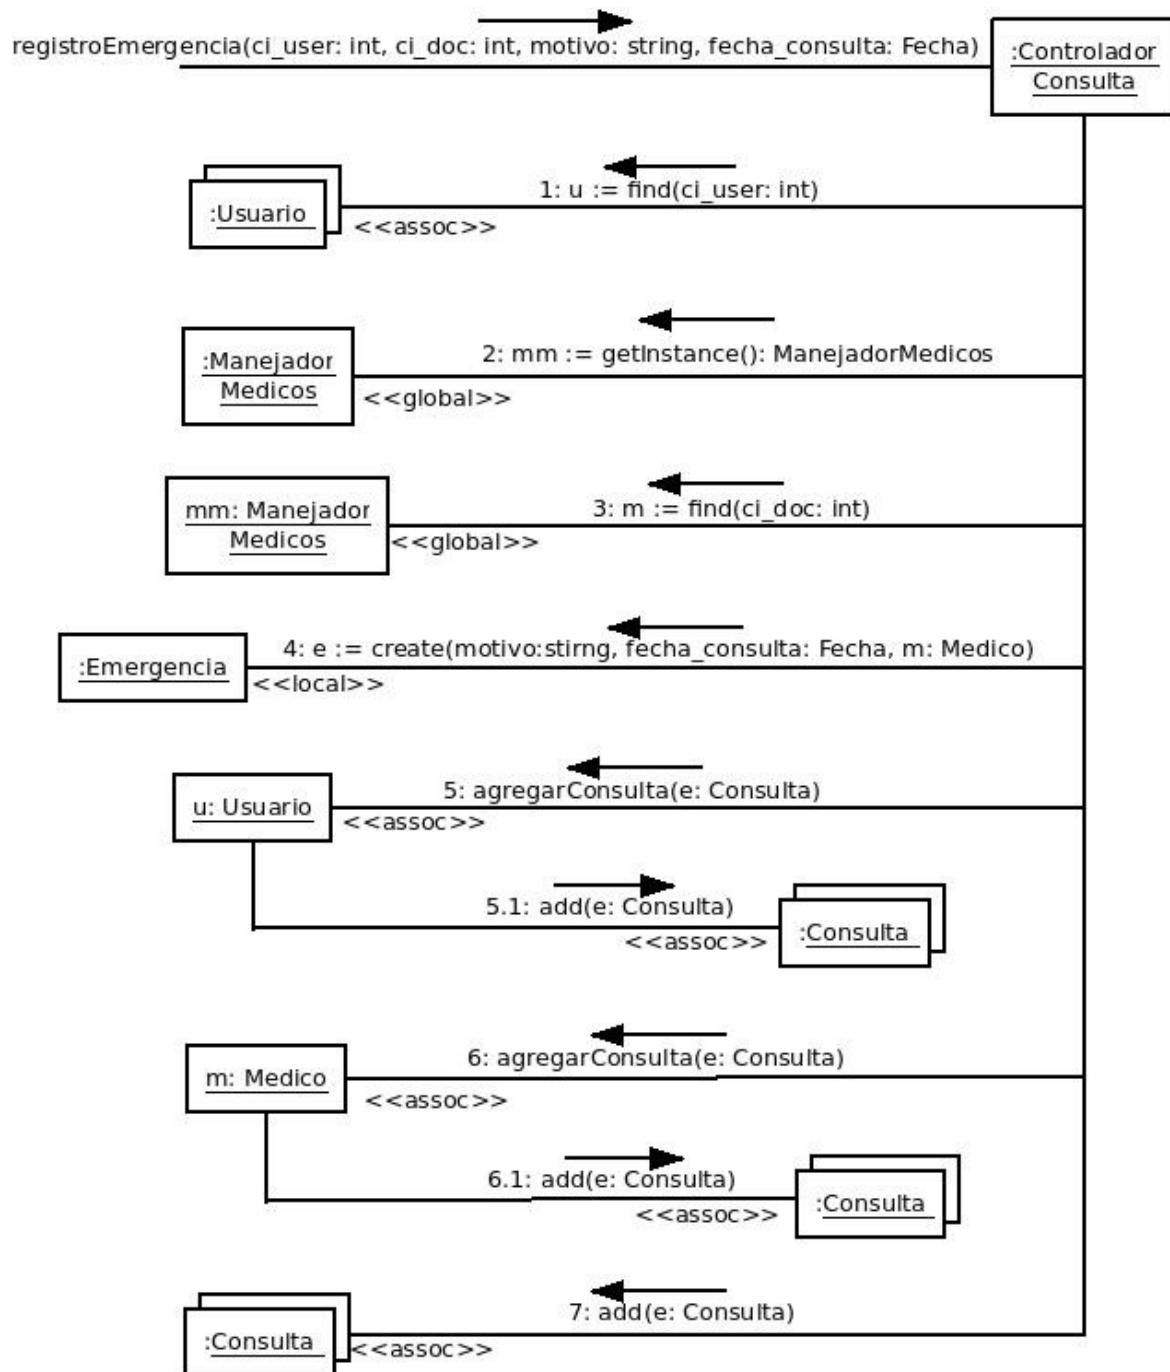 registroEmergencia(ci_user: int, ci_doc: int, motivo: string, fecha_consulta: Fecha)
:Controlador
Consulta
1: u := find(ci_user: int)
:Usuario
<<assoc>>
2: mm := getInstance(): ManejadorMedicos
:Manejador
Medicos
<<global>>
3: m := find(ci_doc: int)
mm: Manejador
Medicos
<<global>>
4: e := create(motivo:stirng, fecha_consulta: Fecha, m: Medico)
:Emergencia
<<local>>
5: agregarConsulta(e: Consulta)
u: Usuario
<<assoc>>
5.1: add(e: Consulta)
:Consulta
<<assoc>>
6: agregarConsulta(e: Consulta)
m: Medico
<<assoc>>
6.1: add(e: Consulta)
:Consulta
<<assoc>>
7: add(e: Consulta)
:Consulta
<<assoc>>